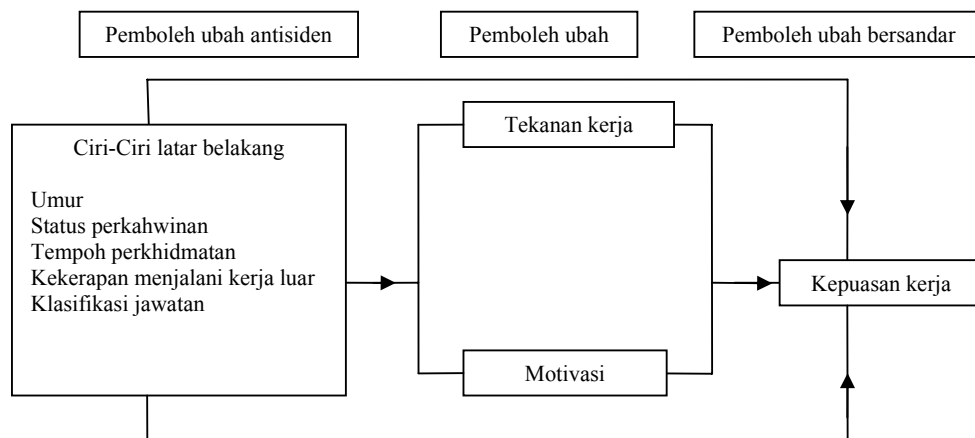 Pemboleh ubah antisiden
Pemboleh ubah
Pemboleh ubah bersandar
Ciri-Ciri latar belakang
Umur
Status perkahwinan
Tempoh perkhidmatan
Kekerapan menjalani kerja luar
Klasifikasi jawatan
Tekanan kerja
Motivasi
Kepuasan kerja